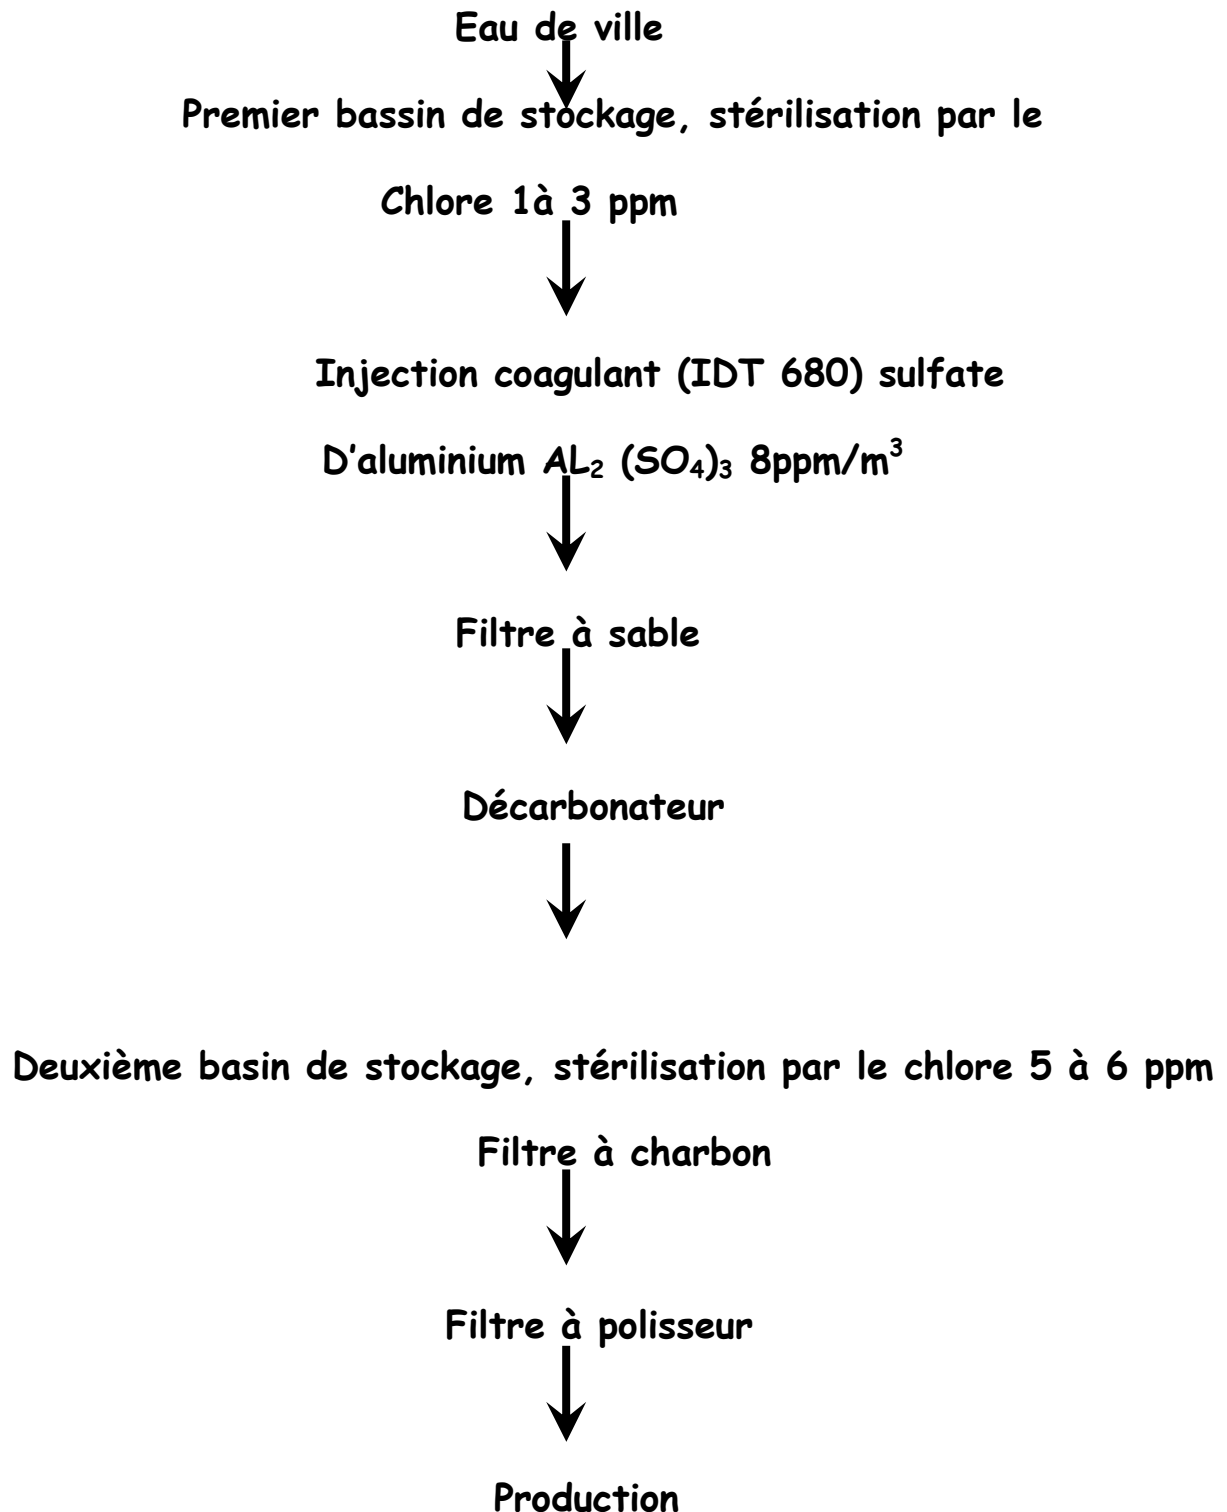 Eau de ville
Premier bassin de stockage, stérilisation par le
Chlore 1à 3 ppm
Injection coagulant (IDT 680) sulfate
D'aluminium AL₂ (SO₄)₃ 8ppm/m³
Filtre à sable
Décarbonateur
Deuxième basin de stockage, stérilisation par le chlore 5 à 6 ppm
Filtre à charbon
Filtre à polisseur
Production